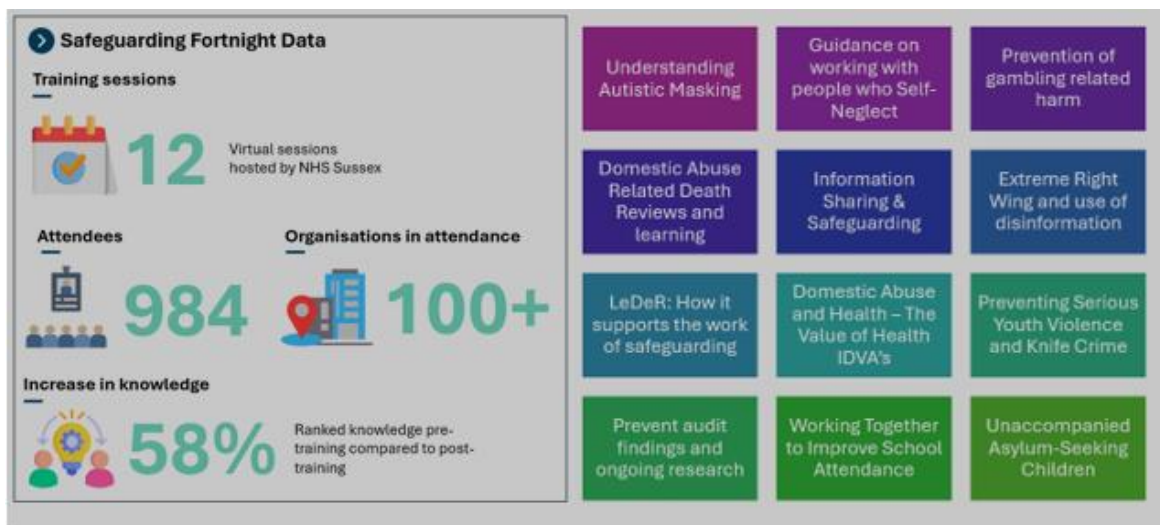 Safeguarding Fortnight Data
Training sessions
12
Virtual sessions
hosted by NHS Sussex
Attendees
984
Organisations in attendance
100+
Increase in knowledge
58%
Ranked knowledge pre-
training compared to post-
training
Understanding
Autistic Masking
Guidance on
working with
people who Self-
Neglect
Prevention of
gambling related
harm
Domestic Abuse
Related Death
Reviews and
learning
Information
Sharing &
Safeguarding
Extreme Right
Wing and use of
disinformation
LeDeR: How it
supports the work
of safeguarding
Domestic Abuse
and Health – The
Value of Health
IDVA's
Preventing Serious
Youth Violence
and Knife Crime
Prevent audit
findings and
ongoing research
Working Together
to Improve School
Attendance
Unaccompanied
Asylum-Seeking
Children